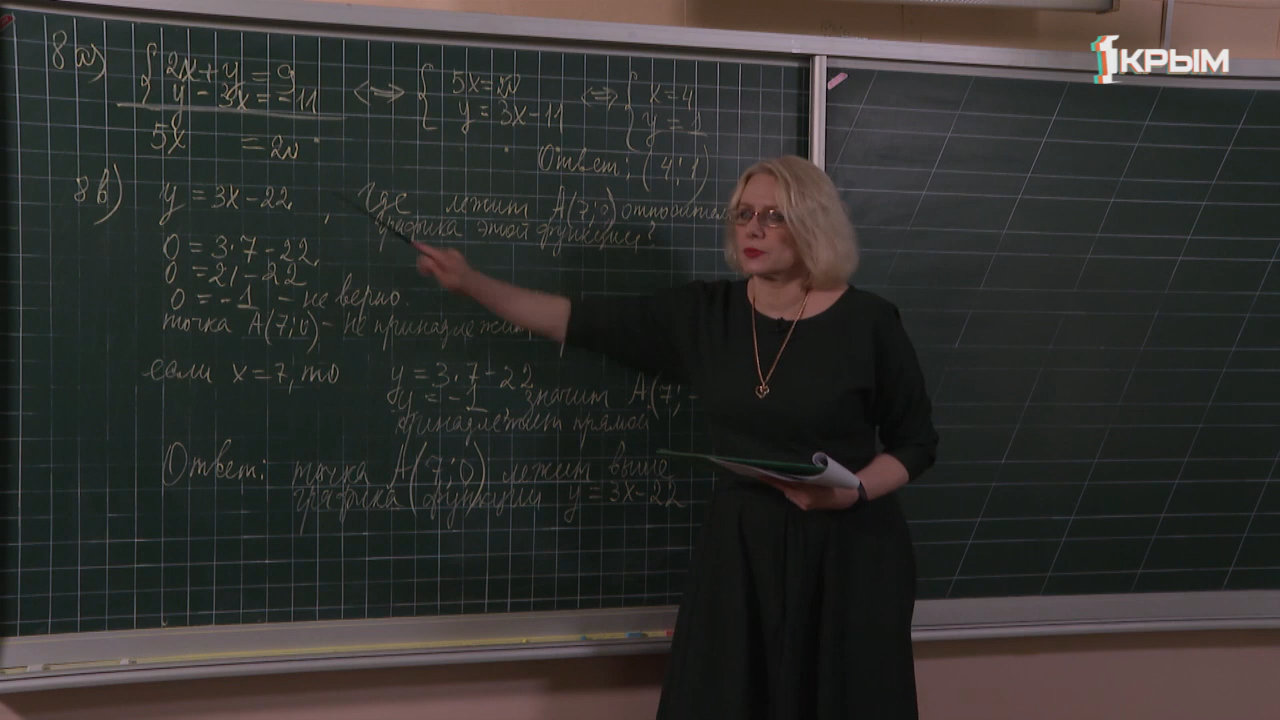 1КРЫМ
8а) { 2x + y = 9 <=> { 5x = 20 <=> { x = 4
y - 3x = -11 y = 3x - 11 y = 1
5x = 20
Ответ: (4;1)
8в) y = 3x - 22, Где лежит A(7;0) относител
графика этой функции?
0 = 3·7 - 22
0 = 21 - 22
0 = -1 - не верно.
точка A(7;0) - не принадлежит
если x = 7, то y = 3·7 - 22
y = -1, значит A(7; -
принадлежит прямой
Ответ: точка A(7;0) лежит выше
графика функции y = 3x - 22